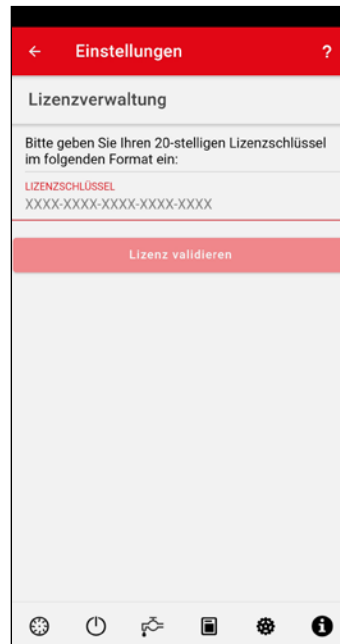 ← Einstellungen ?
Lizenzverwaltung
Bitte geben Sie Ihren 20-stelligen Lizenzschlüssel
im folgenden Format ein:
LIZENZSCHLÜSSEL
XXXX-XXXX-XXXX-XXXX-XXXX
Lizenz validieren